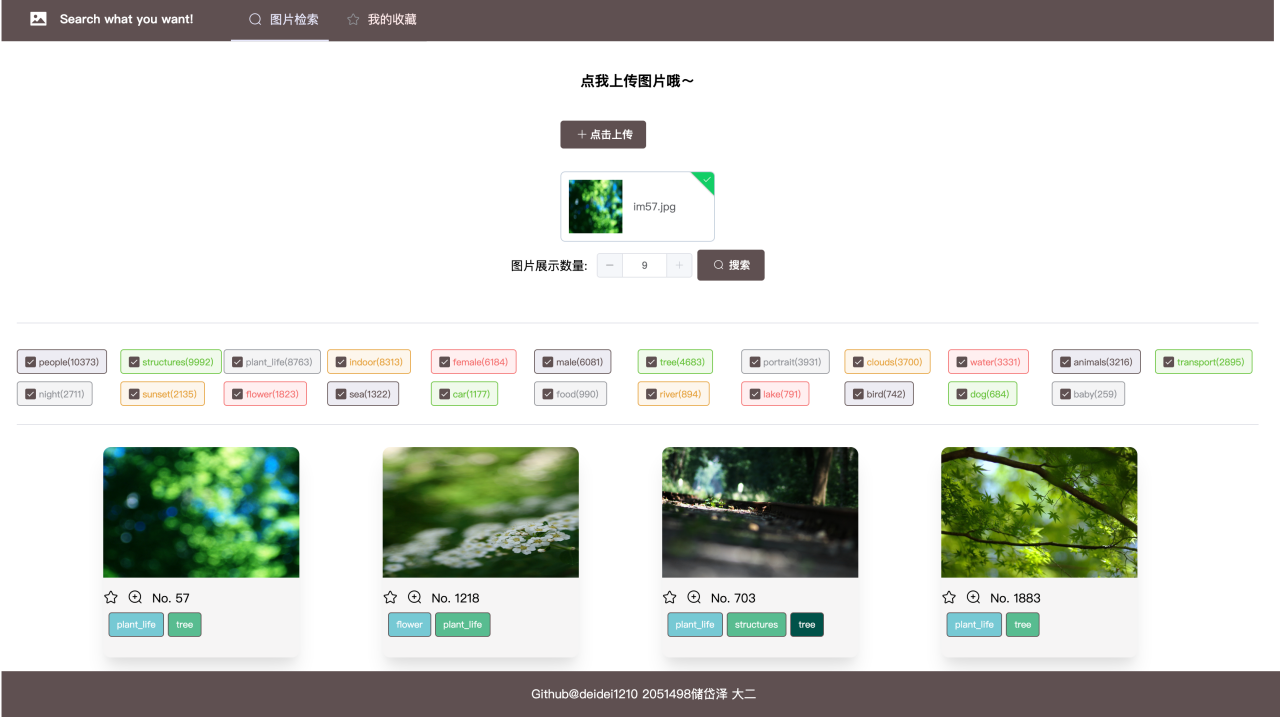 Search what you want! 图片检索 我的收藏
点我上传图片哦～
点击上传
im57.jpg
图片展示数量: 9 搜索
people(10373) structures(9992) plant_life(8763) indoor(8313) female(6184) male(6081) tree(4683) portrait(3931) clouds(3700) water(3331) animals(3216) transport(2895)
night(2711) sunset(2135) flower(1823) sea(1322) car(1177) food(990) river(894) lake(791) bird(742) dog(684) baby(259)
No. 57 No. 1218 No. 703 No. 1883
plant_life tree flower plant_life plant_life structures tree plant_life tree
Github@deidei1210 2051498储岱泽 大二